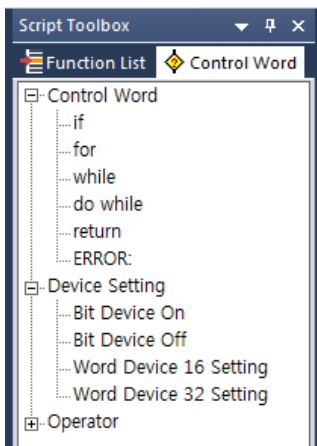 Script Toolbox
Function List Control Word
Control Word
if
for
while
do while
return
ERROR:
Device Setting
Bit Device On
Bit Device Off
Word Device 16 Setting
Word Device 32 Setting
Operator